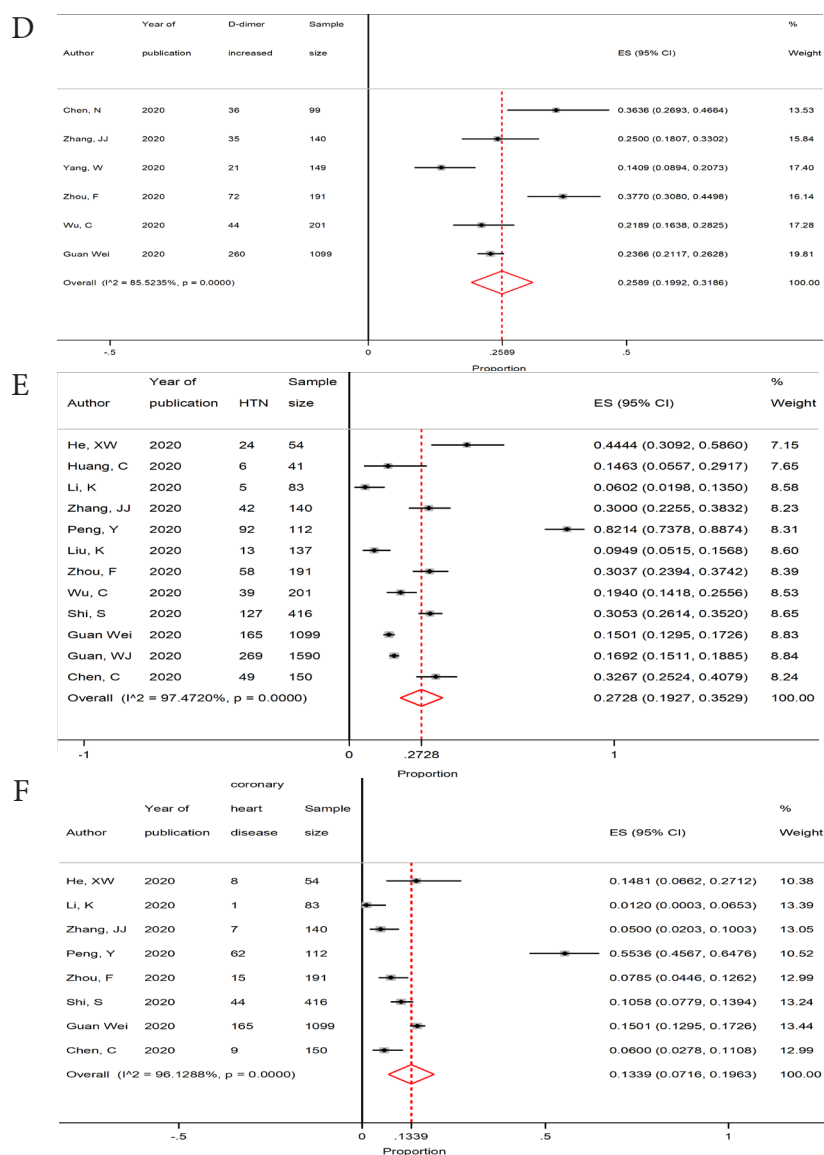 D
Year of D-dimer Sample %
Author publication increased size ES (95% CI) Weight
Chen, N 2020 36 99 0.3636 (0.2693, 0.4664) 13.53
Zhang, JJ 2020 35 140 0.2500 (0.1807, 0.3302) 15.84
Yang, W 2020 21 149 0.1409 (0.0894, 0.2073) 17.40
Zhou, F 2020 72 191 0.3770 (0.3080, 0.4498) 16.14
Wu, C 2020 44 201 0.2189 (0.1638, 0.2825) 17.28
Guan Wei 2020 260 1099 0.2366 (0.2117, 0.2628) 19.81
Overall (I^2 = 85.5235%, p = 0.0000) 0.2589 (0.1992, 0.3186) 100.00
-.5 0 .2589 .5
Proportion
E
Year of Sample %
Author publication HTN size ES (95% CI) Weight
He, XW 2020 24 54 0.4444 (0.3092, 0.5860) 7.15
Huang, C 2020 6 41 0.1463 (0.0557, 0.2917) 7.65
Li, K 2020 5 83 0.0602 (0.0198, 0.1350) 8.58
Zhang, JJ 2020 42 140 0.3000 (0.2255, 0.3832) 8.23
Peng, Y 2020 92 112 0.8214 (0.7378, 0.8874) 8.31
Liu, K 2020 13 137 0.0949 (0.0515, 0.1568) 8.60
Zhou, F 2020 58 191 0.3037 (0.2394, 0.3742) 8.39
Wu, C 2020 39 201 0.1940 (0.1418, 0.2556) 8.53
Shi, S 2020 127 416 0.3053 (0.2614, 0.3520) 8.65
Guan Wei 2020 165 1099 0.1501 (0.1295, 0.1726) 8.83
Guan, WJ 2020 269 1590 0.1692 (0.1511, 0.1885) 8.84
Chen, C 2020 49 150 0.3267 (0.2524, 0.4079) 8.24
Overall (I^2 = 97.4720%, p = 0.0000) 0.2728 (0.1927, 0.3529) 100.00
-1 0 .2728 1
Proportion
F
coronary
Year of heart Sample %
Author publication disease size ES (95% CI) Weight
He, XW 2020 8 54 0.1481 (0.0662, 0.2712) 10.38
Li, K 2020 1 83 0.0120 (0.0003, 0.0653) 13.39
Zhang, JJ 2020 7 140 0.0500 (0.0203, 0.1003) 13.05
Peng, Y 2020 62 112 0.5536 (0.4567, 0.6476) 10.52
Zhou, F 2020 15 191 0.0785 (0.0446, 0.1262) 12.99
Shi, S 2020 44 416 0.1058 (0.0779, 0.1394) 13.24
Guan Wei 2020 165 1099 0.1501 (0.1295, 0.1726) 13.44
Chen, C 2020 9 150 0.0600 (0.0278, 0.1108) 12.99
Overall (I^2 = 96.1288%, p = 0.0000) 0.1339 (0.0716, 0.1963) 100.00
-.5 0 .1339 .5 1
Proportion